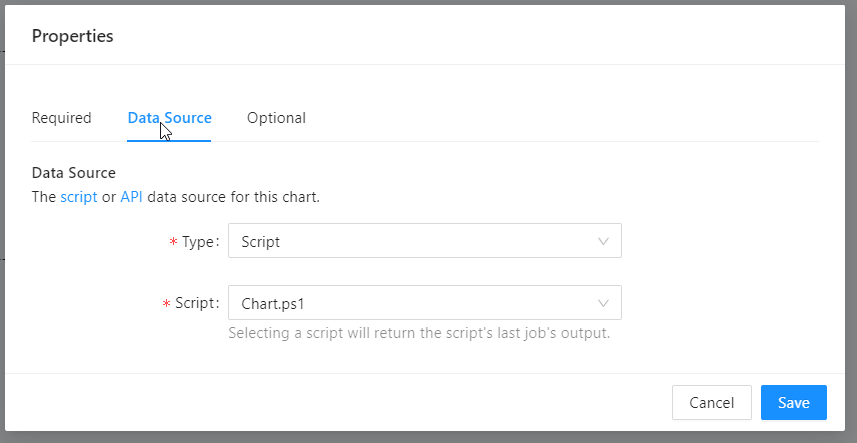 Properties
Required Data Source Optional
Data Source
The script or API data source for this chart.
* Type: Script
* Script: Chart.ps1
Selecting a script will return the script's last job's output.
Cancel Save